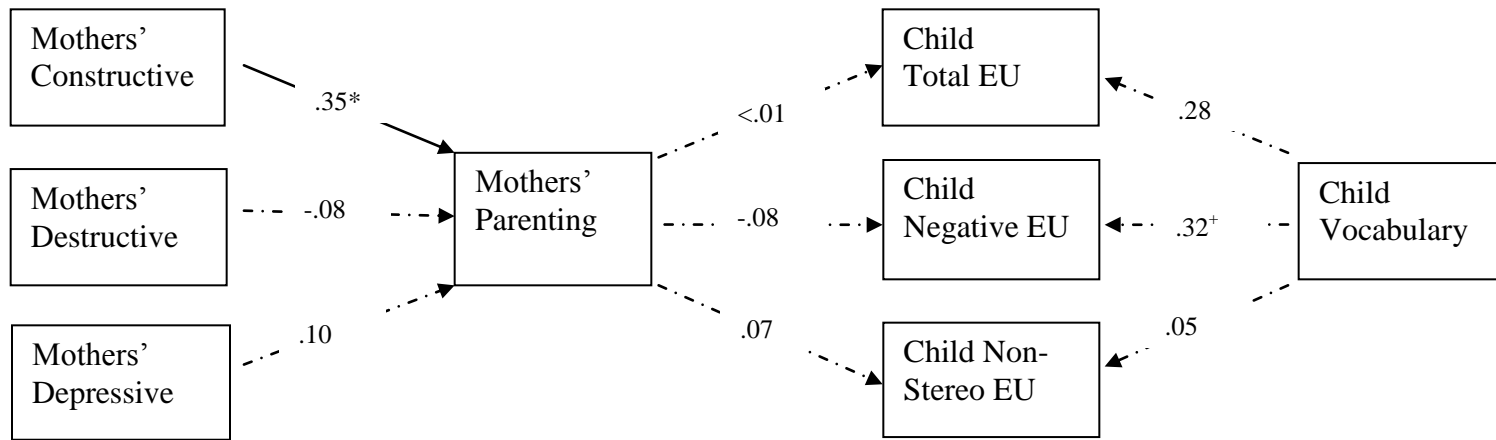 Mothers’
Constructive
.35*
Mothers’
Destructive
-.08
Mothers’
Depressive
.10
Mothers’
Parenting
<.01
-.08
.07
Child
Total EU
Child
Negative EU
Child Non-
Stereo EU
.28
.32+
.05
Child
Vocabulary